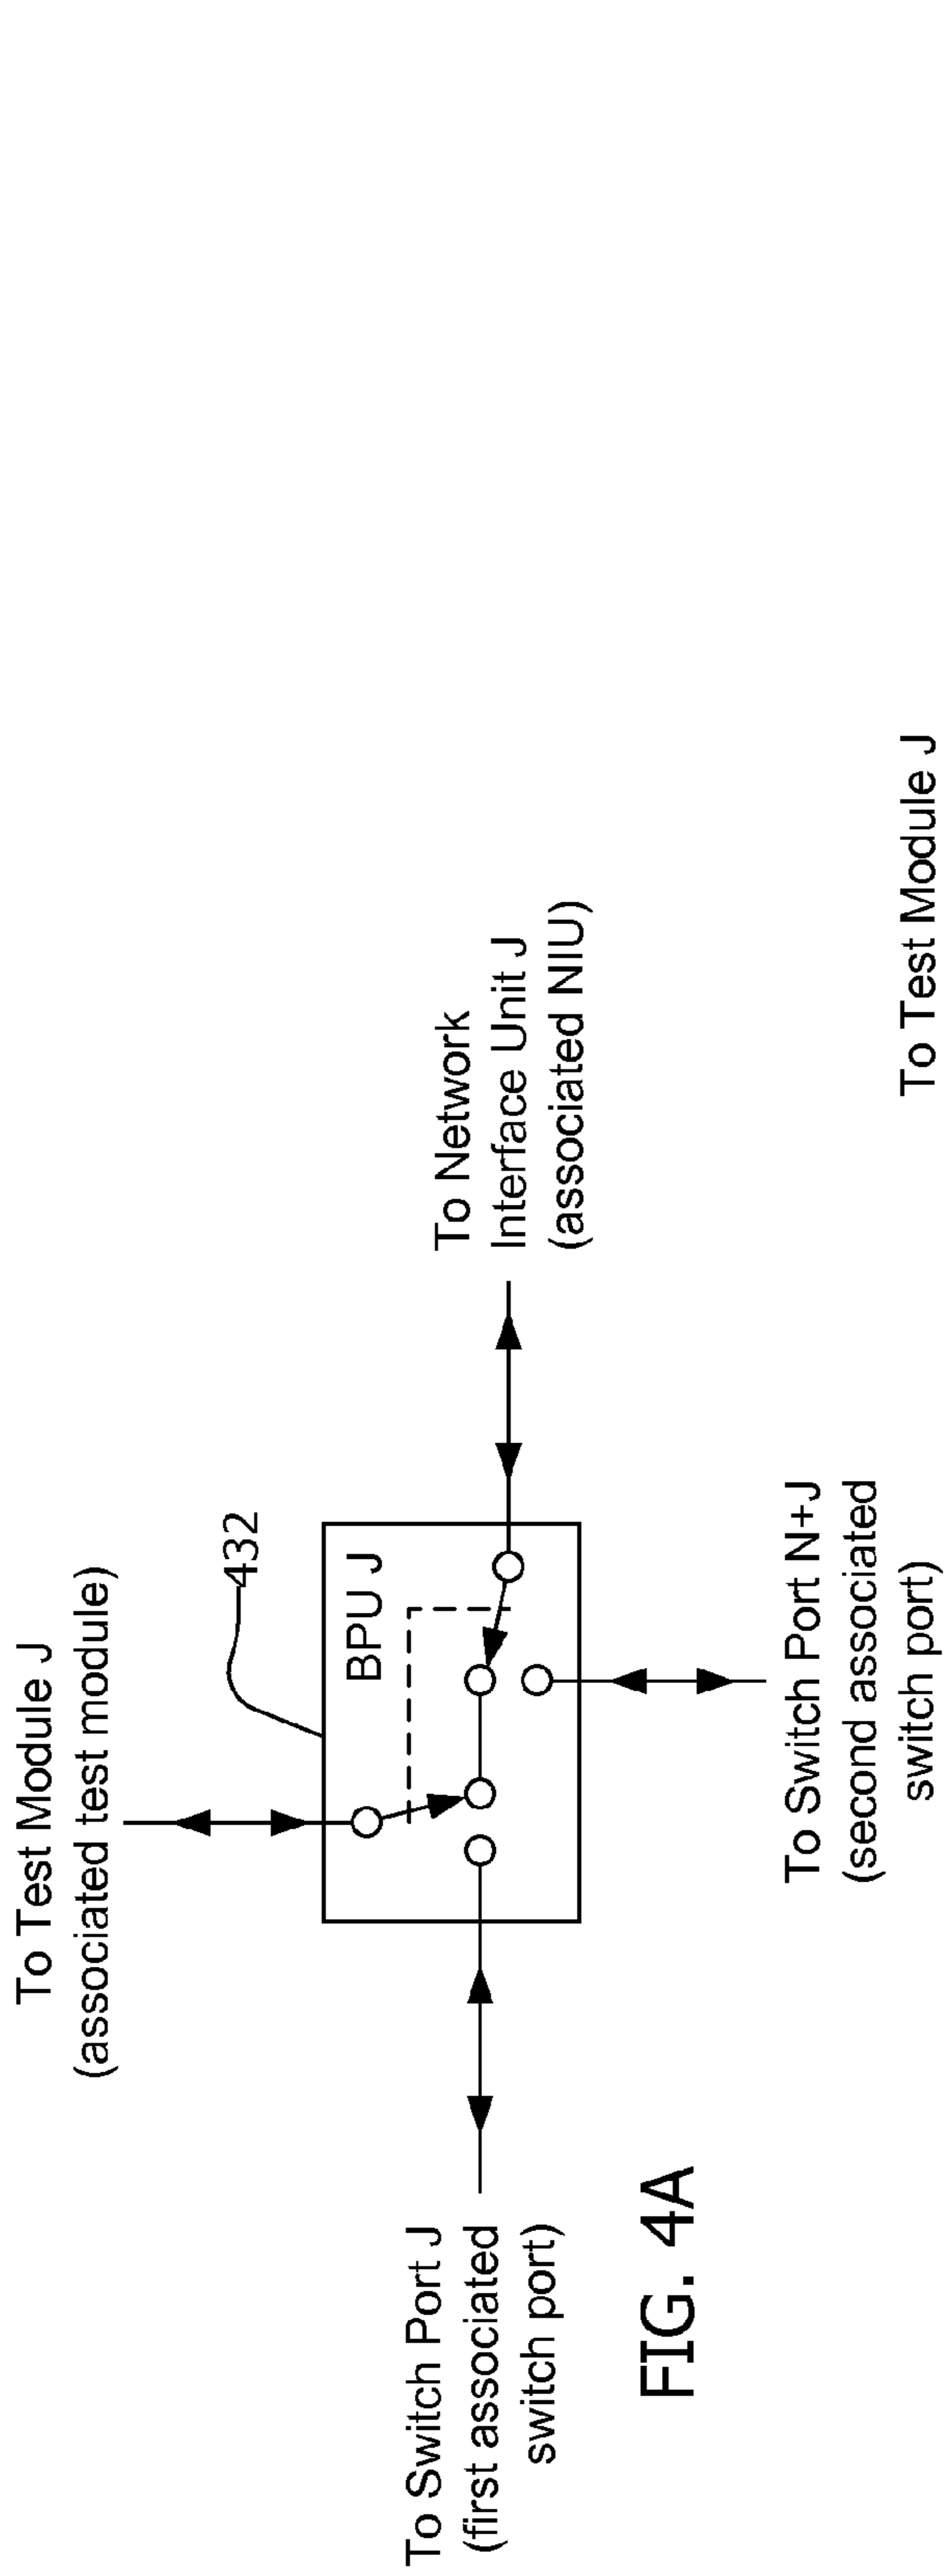 To Test Module J
(associated test module)
432
BPU J
To Switch Port J
(first associated
switch port)
To Network
Interface Unit J
(associated NIU)
To Switch Port N+J
(second associated
switch port)
FIG. 4A
To Test Module J